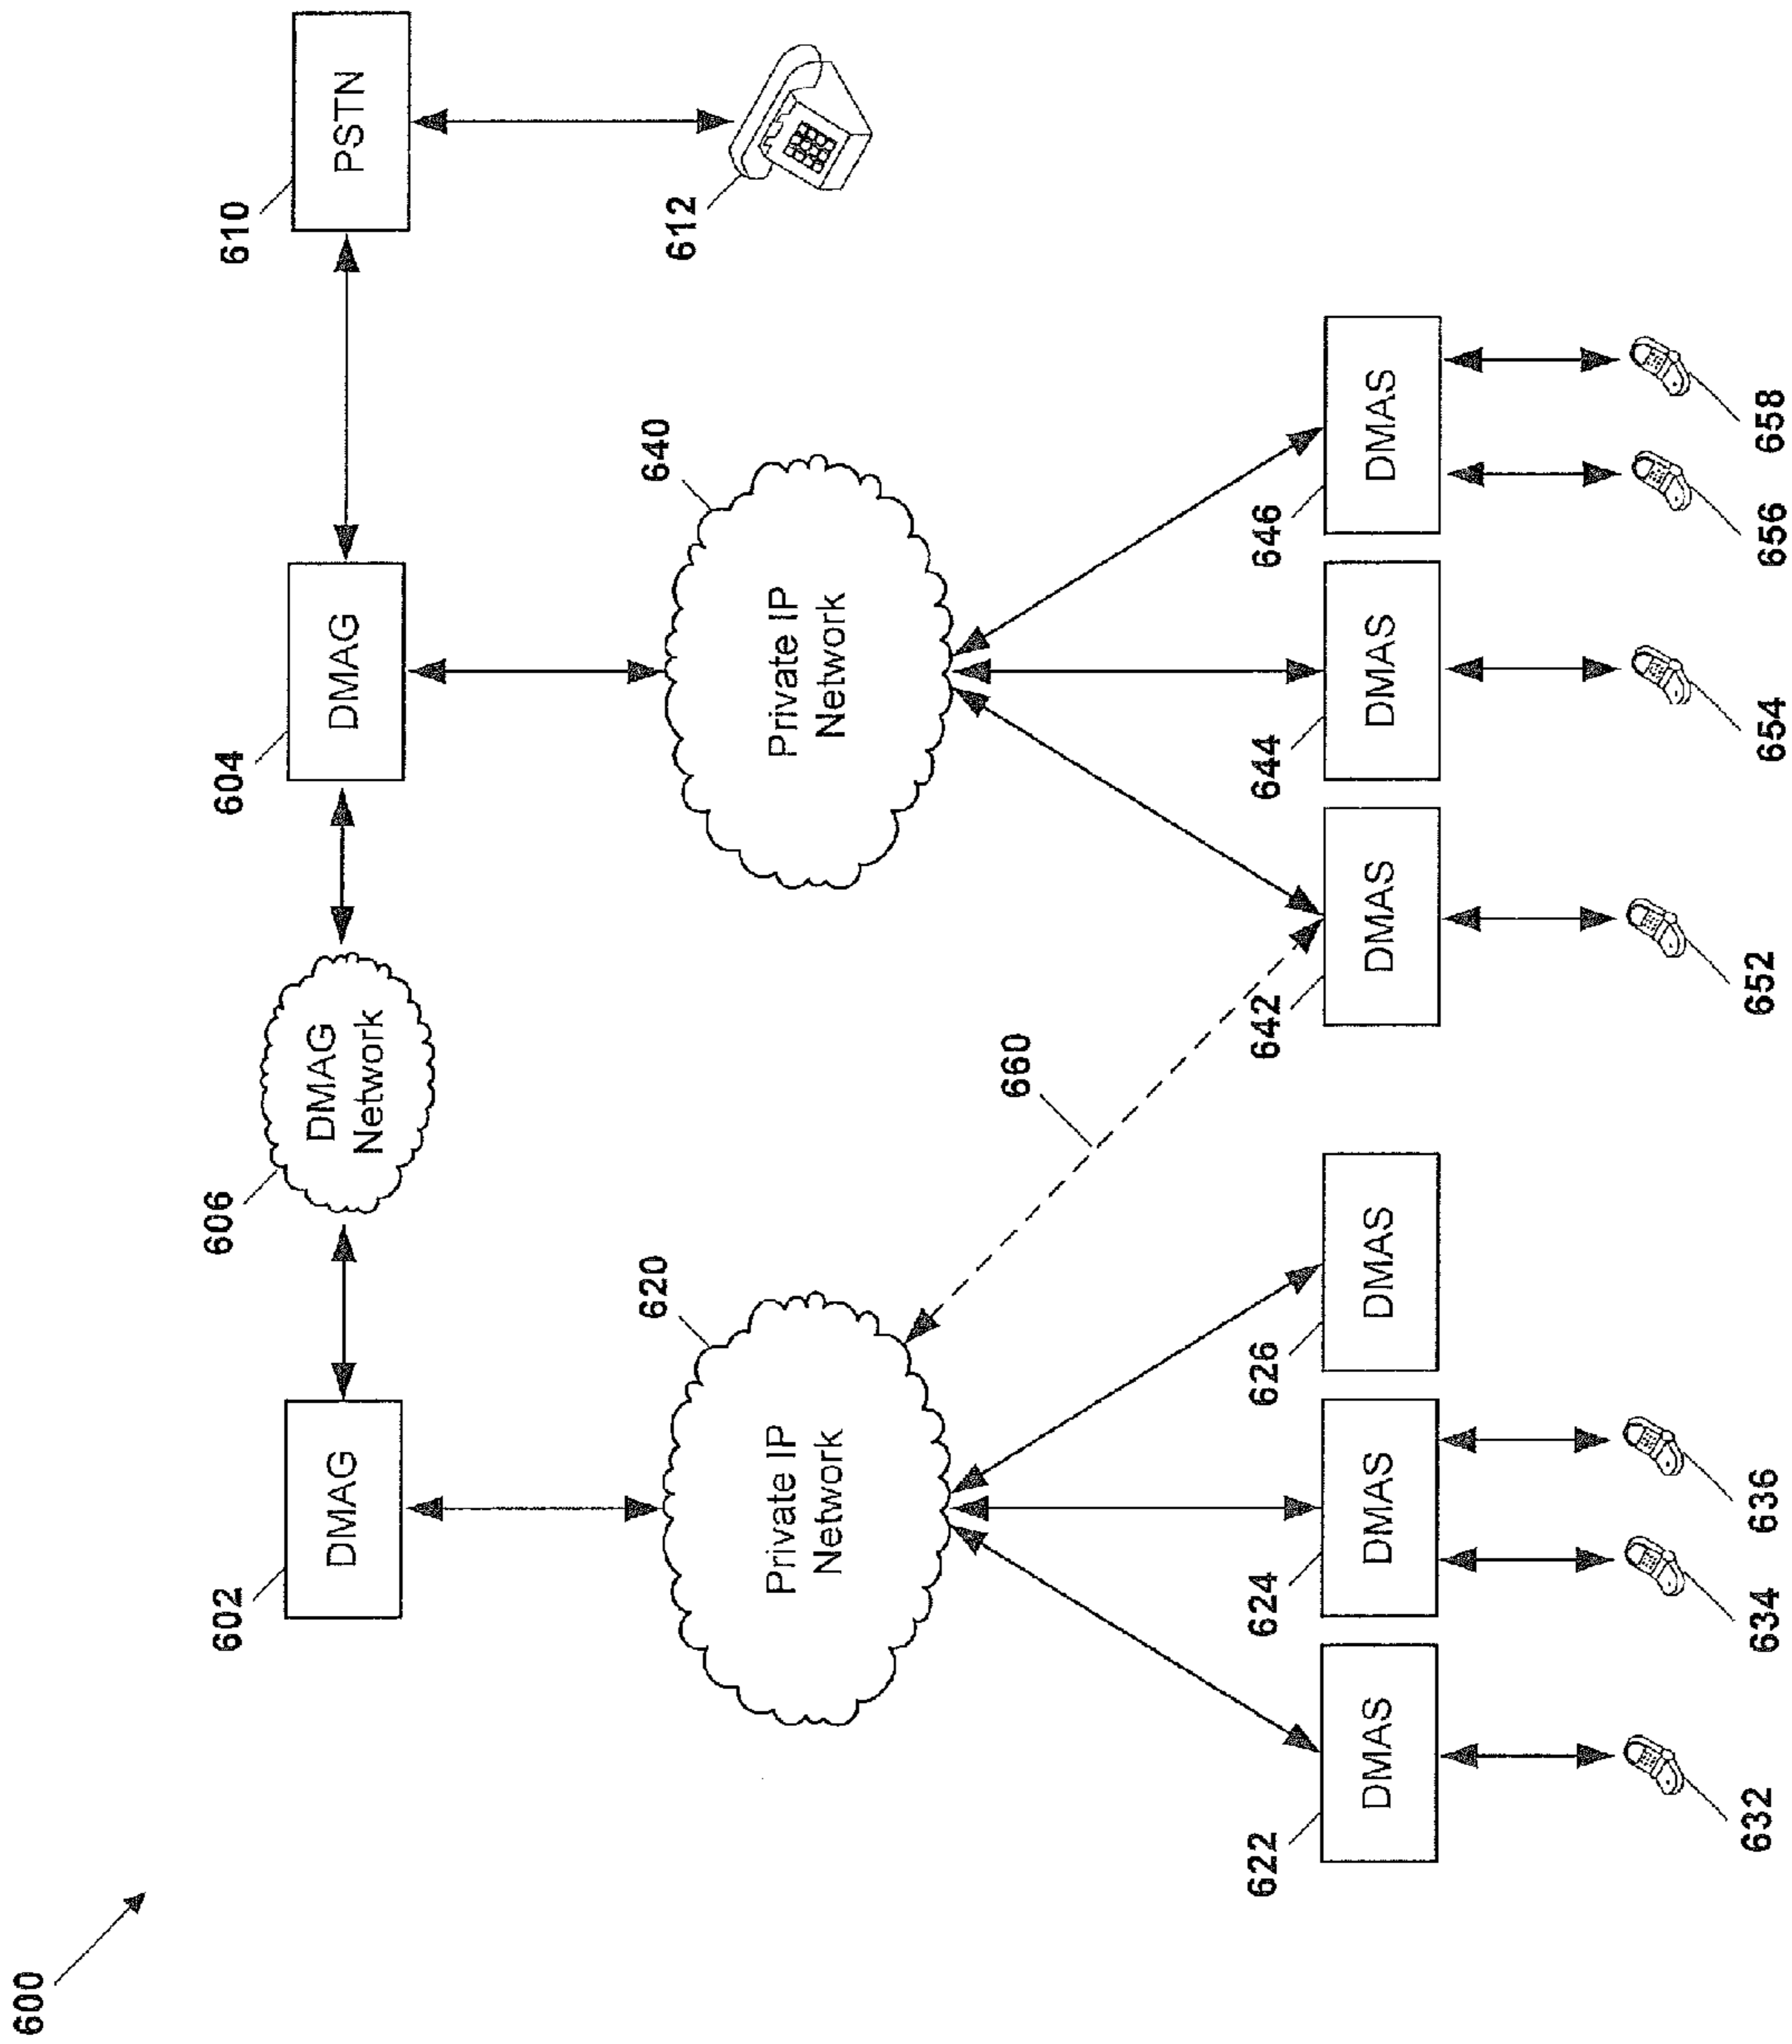 600
602
DMAG
606
DMAG
Network
604
DMAG
610
PSTN
612
620
Private IP
Network
640
Private IP
Network
660
622
DMAS
624
DMAS
626
DMAS
642
DMAS
644
DMAS
646
DMAS
632
634
636
652
654
656
658